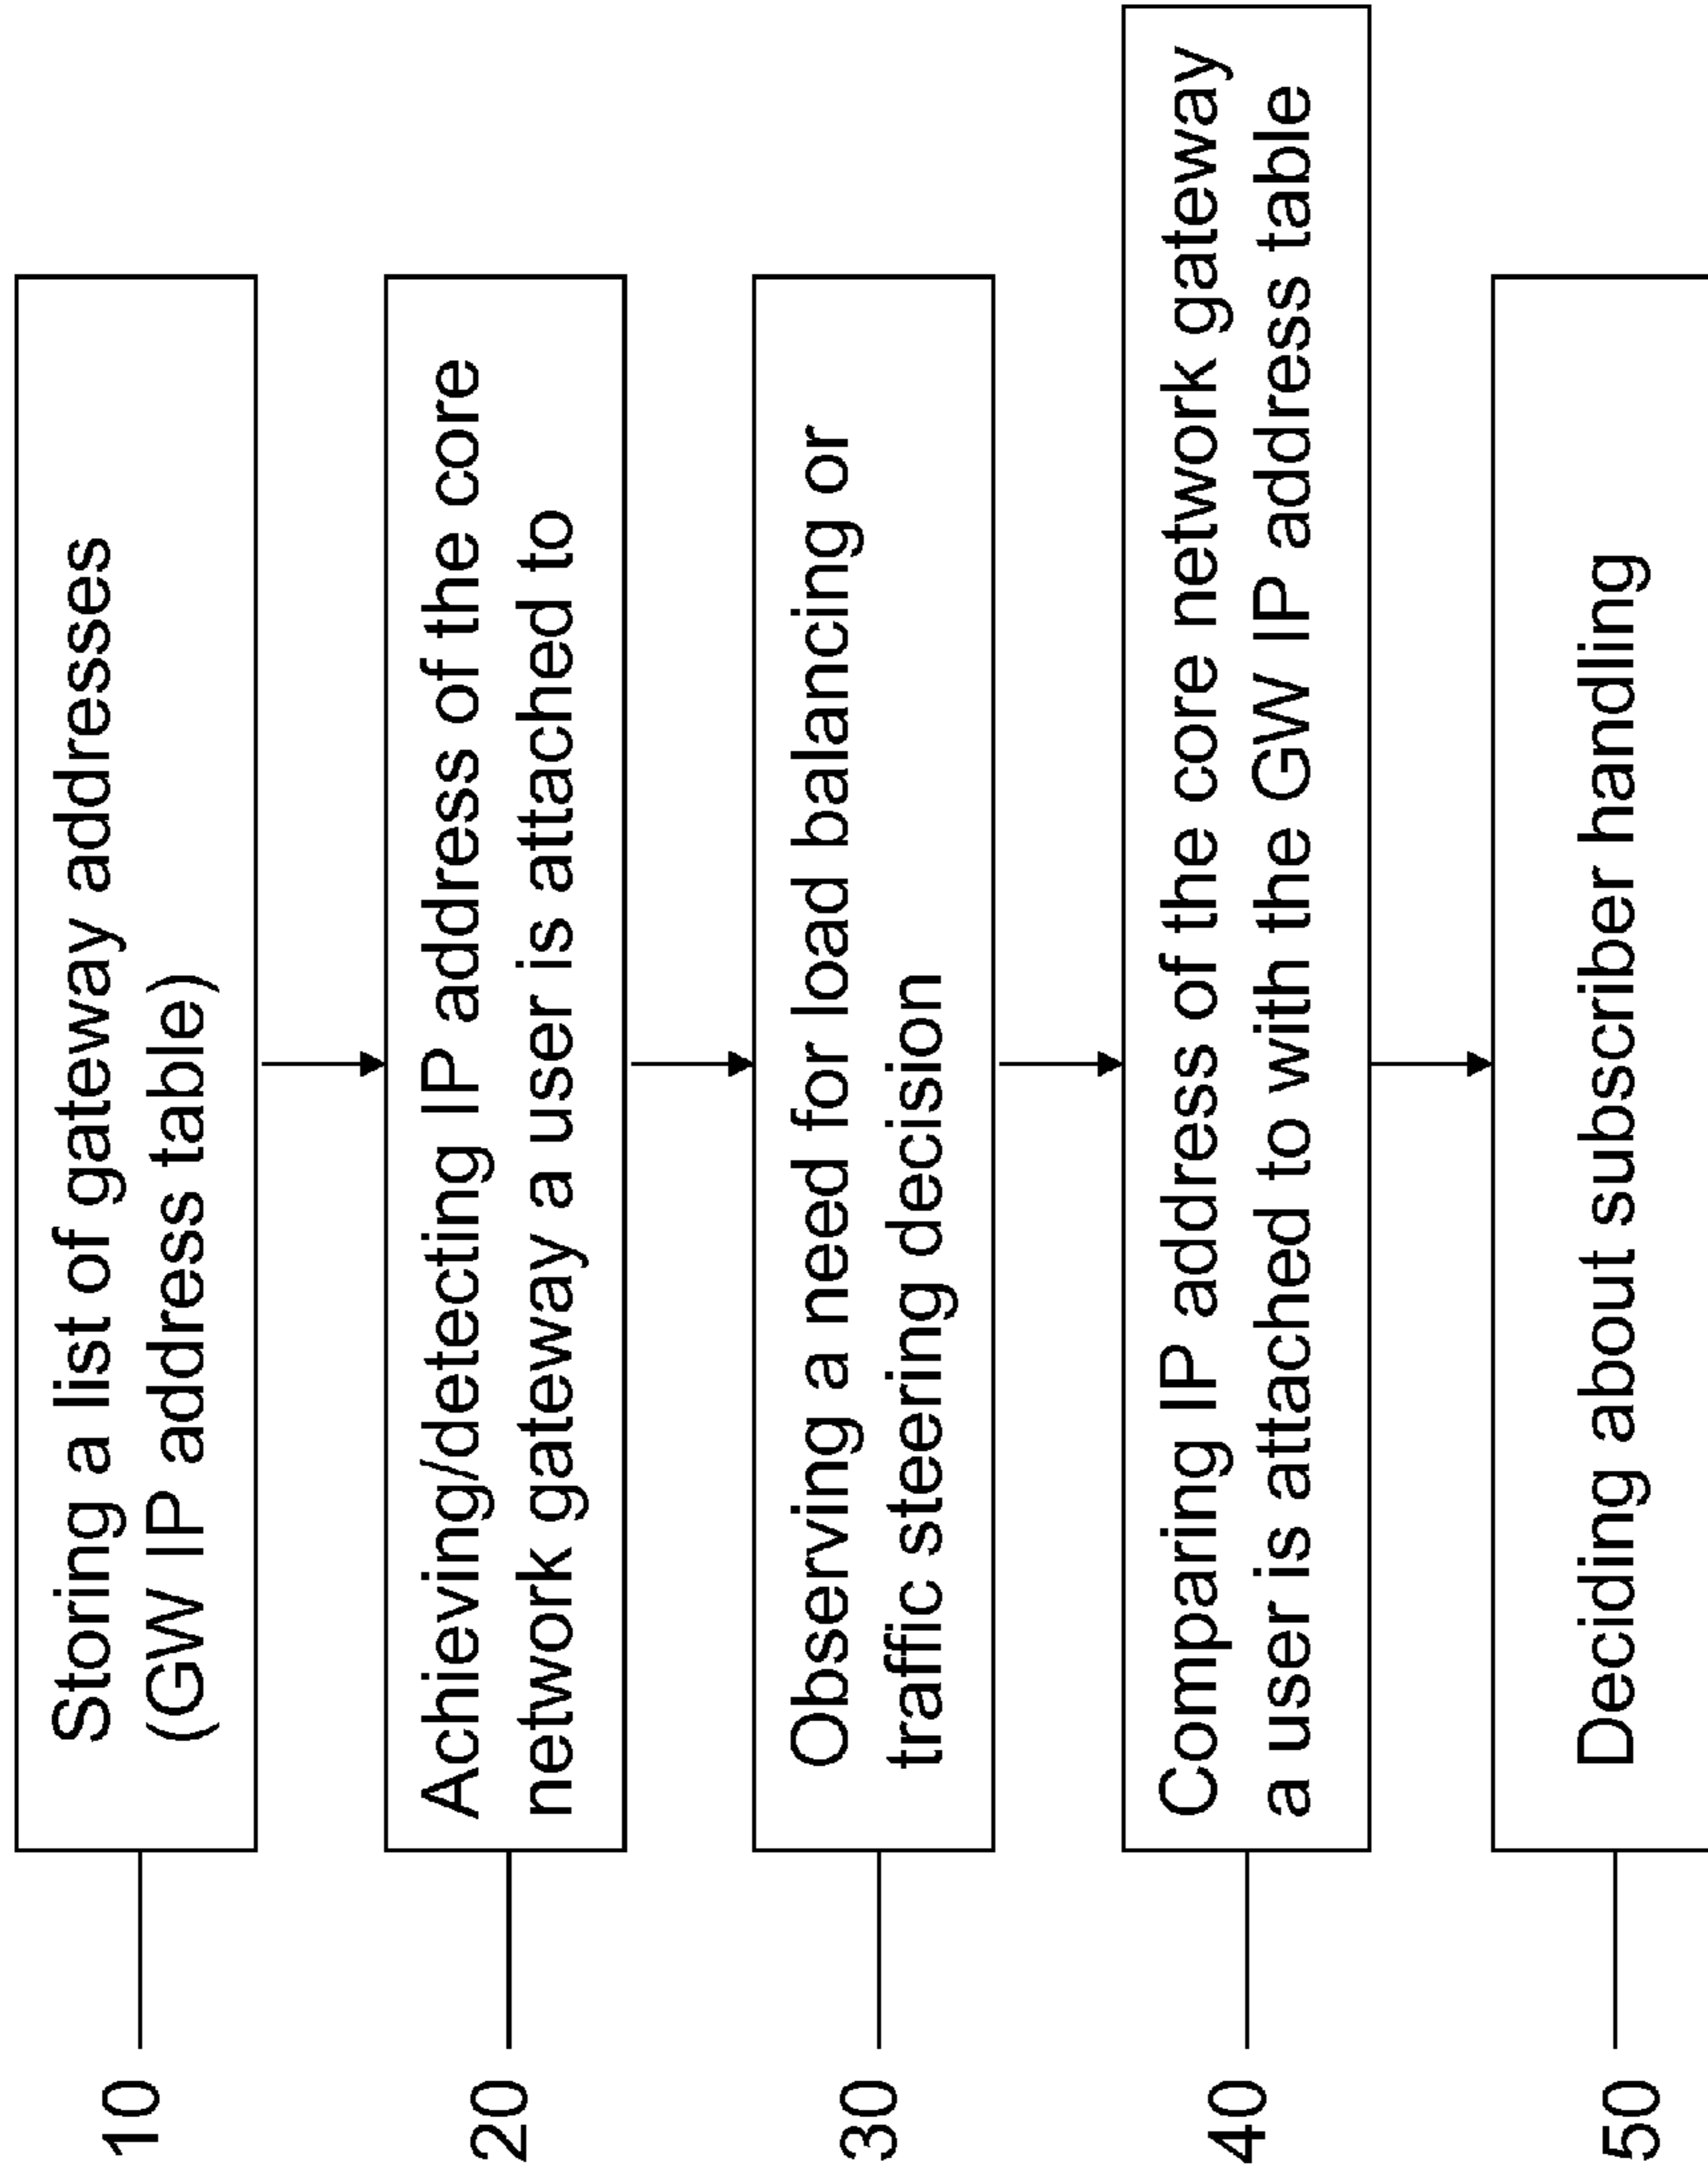 10
Storing a list of gateway addresses
(GW IP address table)
20
Achieving/detecting IP address of the core
network gateway a user is attached to
30
Observing a need for load balancing or
traffic steering decision
40
Comparing IP address of the core network gateway
a user is attached to with the GW IP address table
50
Deciding about subscriber handling